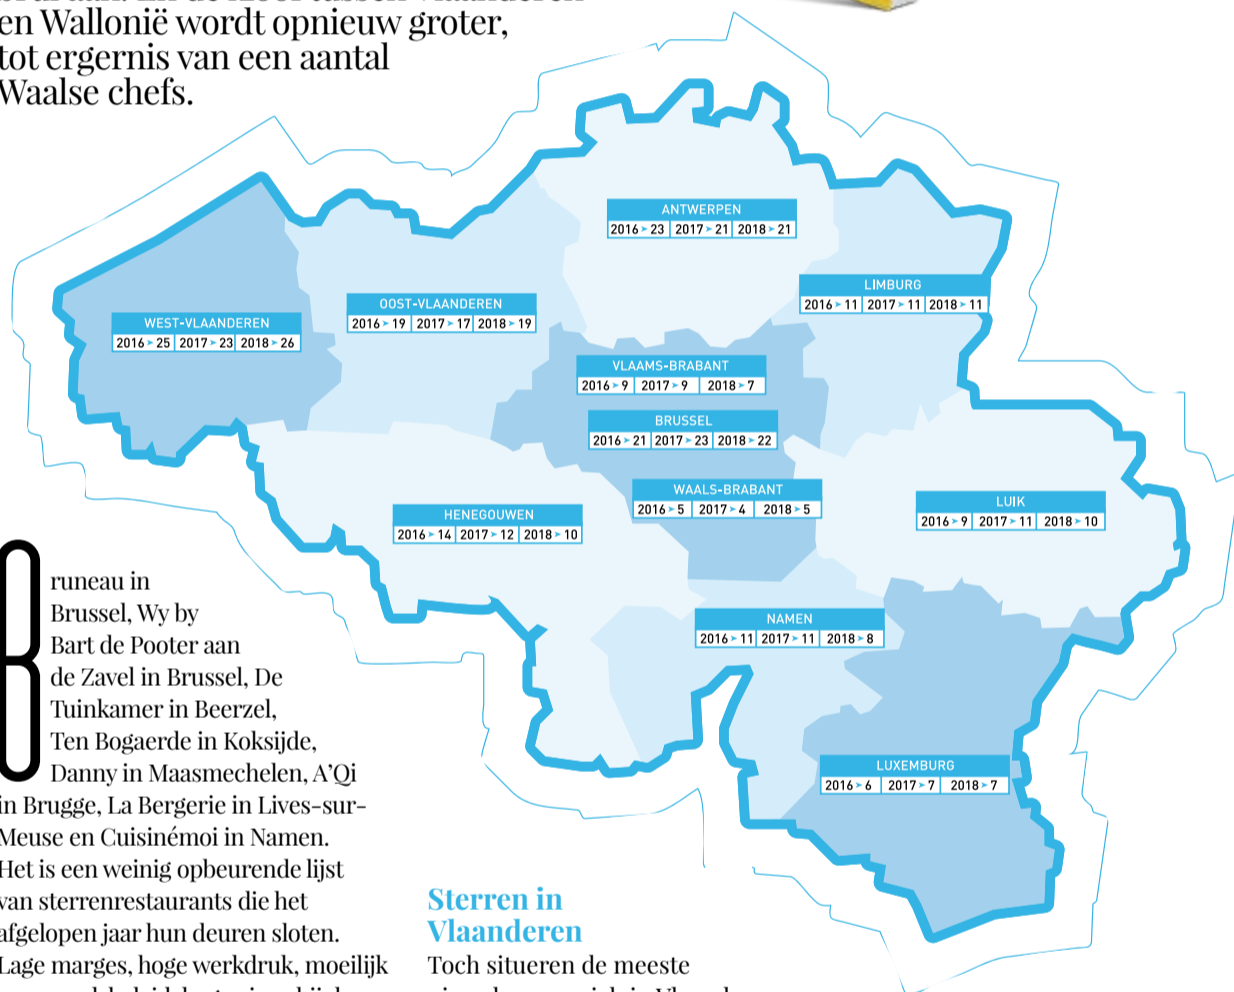 en Wallonië wordt opnieuw groter,
tot ergernis van een aantal
Waalse chefs.
ANTWERPEN
2016 ▸ 23 2017 ▸ 21 2018 ▸ 21
LIMBURG
2016 ▸ 11 2017 ▸ 11 2018 ▸ 11
OOST-VLAANDEREN
2016 ▸ 19 2017 ▸ 17 2018 ▸ 19
WEST-VLAANDEREN
2016 ▸ 25 2017 ▸ 23 2018 ▸ 26
VLAAMS-BRABANT
2016 ▸ 9 2017 ▸ 9 2018 ▸ 7
BRUSSEL
2016 ▸ 21 2017 ▸ 23 2018 ▸ 22
WAALS-BRABANT
2016 ▸ 5 2017 ▸ 4 2018 ▸ 5
LUIK
2016 ▸ 9 2017 ▸ 11 2018 ▸ 10
HENEGOUWEN
2016 ▸ 14 2017 ▸ 12 2018 ▸ 10
NAMEN
2016 ▸ 11 2017 ▸ 11 2018 ▸ 8
LUXEMBURG
2016 ▸ 6 2017 ▸ 7 2018 ▸ 7
Bruneau in
Brussel, Wy by
Bart de Pooter aan
de Zavel in Brussel, De
Tuinkamer in Beerzel,
Ten Bogaerde in Koksijde,
Danny in Maasmechelen, A’Qi
in Brugge, La Bergerie in Lives-sur-
Meuse en Cuisinémoi in Namen.
Het is een weinig opbeurende lijst
van sterrenrestaurants die het
afgelopen jaar hun deuren sloten.
Lage marges, hoge werkdruk, moeilijk
Sterren in
Vlaanderen
Toch situeren de meeste